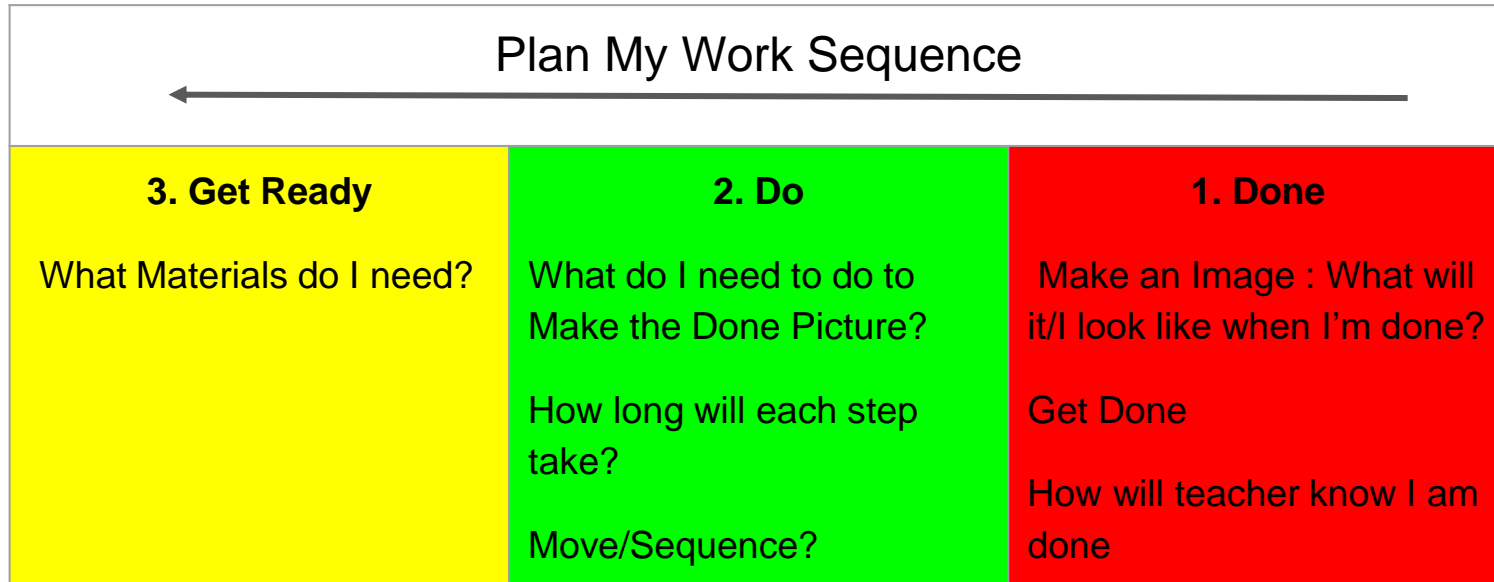 Plan My Work Sequence
3. Get Ready
What Materials do I need?
2. Do
What do I need to do to
Make the Done Picture?
How long will each step
take?
Move/Sequence?
1. Done
Make an Image : What will
it/I look like when I’m done?
Get Done
How will teacher know I am
done